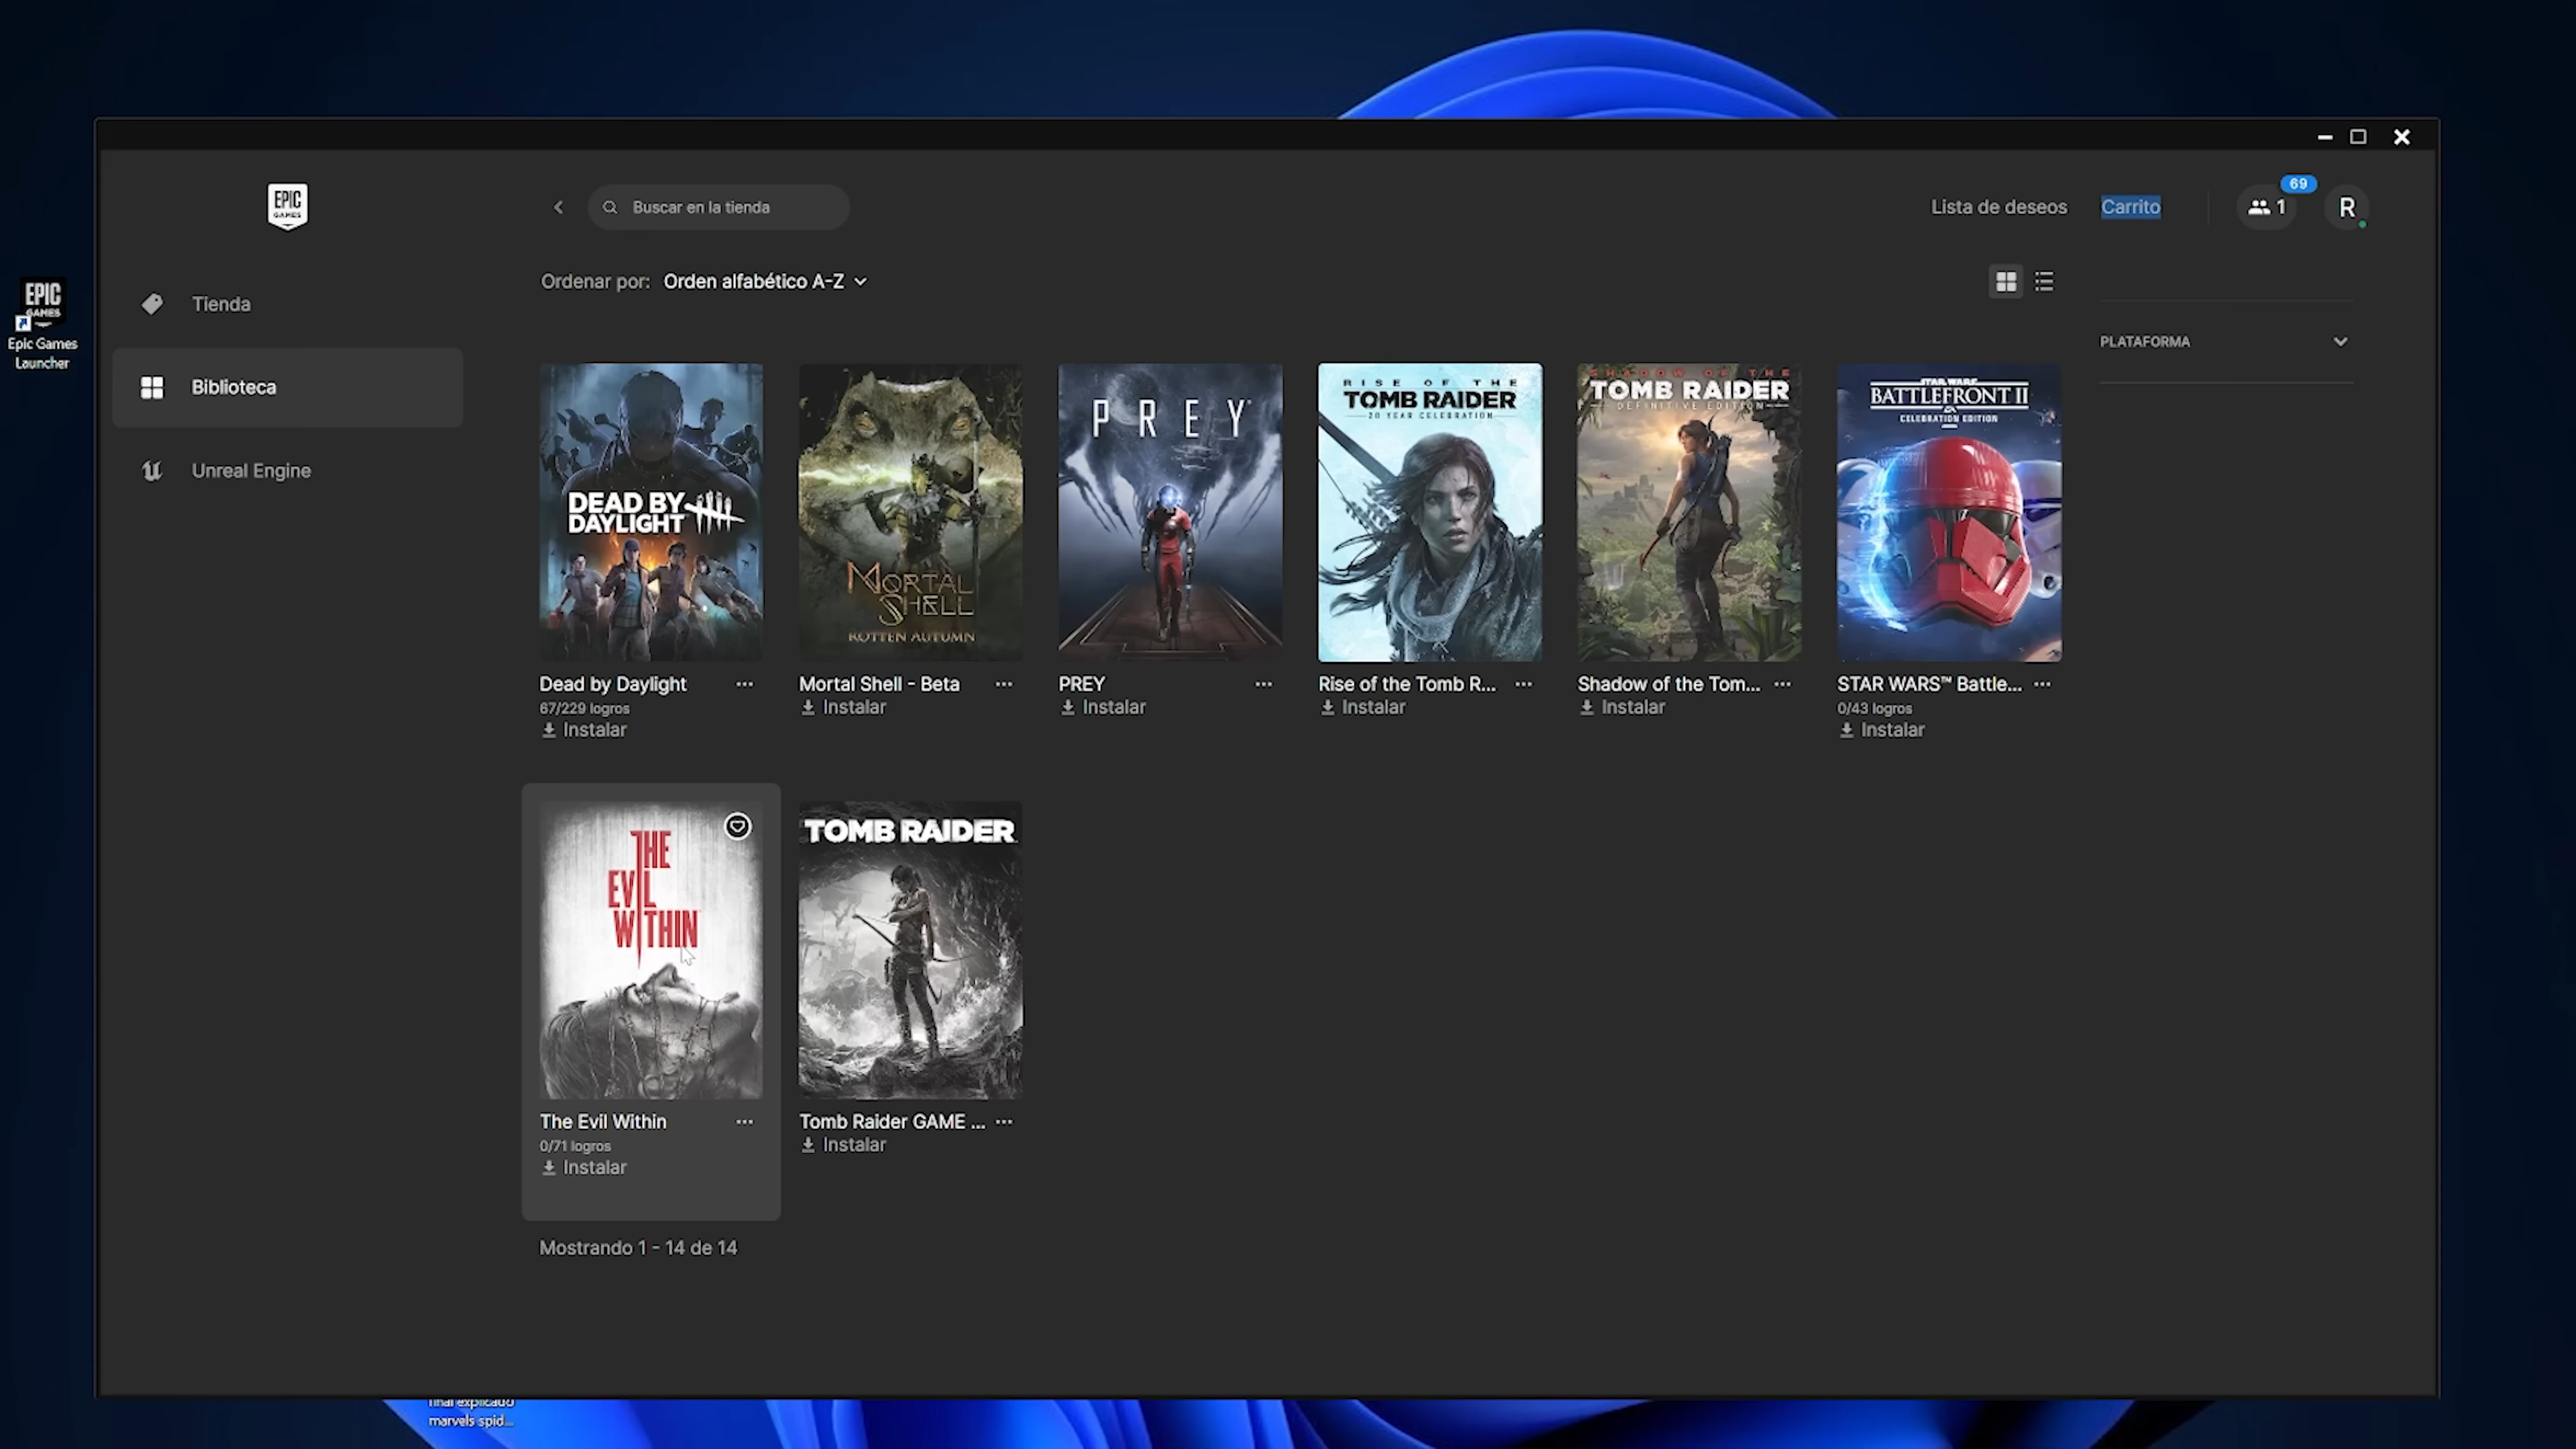 EPIC
GAMES
Buscar en la tienda
Lista de deseos
Carrito
69
1
R
Ordenar por: Orden alfabético A-Z
PLATAFORMA
EPIC
GAMES
Epic Games
Launcher
Tienda
Biblioteca
Unreal Engine
DEAD BY
DAYLIGHT
Dead by Daylight
67/229 logros
Instalar
MORTAL
SHELL
ROTTEN AUTUMN
Mortal Shell - Beta
Instalar
PREY
PREY
Instalar
RISE OF THE
TOMB RAIDER
20 YEAR CELEBRATION
Rise of the Tomb R...
Instalar
SHADOW OF THE
TOMB RAIDER
DEFINITIVE EDITION
Shadow of the Tom...
Instalar
STAR WARS
BATTLEFRONT II
CELEBRATION EDITION
STAR WARS™ Battle...
0/43 logros
Instalar
THE
EVIL
WITHIN
The Evil Within
0/71 logros
Instalar
TOMB RAIDER
Tomb Raider GAME ...
Instalar
Mostrando 1 - 14 de 14
final explicado
marvels spid...